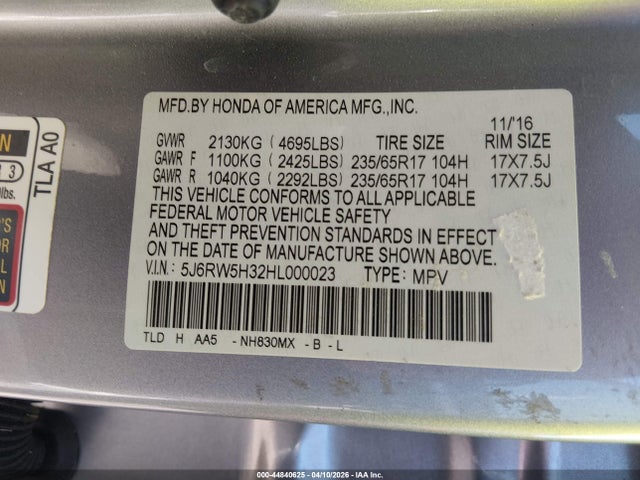 MFD.BY HONDA OF AMERICA MFG.,INC.
11/'16
GVWR 2130KG (4695LBS) TIRE SIZE RIM SIZE
GAWR F 1100KG (2425LBS) 235/65R17 104H 17X7.5J
GAWR R 1040KG (2292LBS) 235/65R17 104H 17X7.5J
THIS VEHICLE CONFORMS TO ALL APPLICABLE
FEDERAL MOTOR VEHICLE SAFETY
AND THEFT PREVENTION STANDARDS IN EFFECT
ON THE DATE OF MANUFACTURE SHOWN ABOVE.
V.I.N.: 5J6RW5H32HL000023 TYPE: MPV
TLD H AA5 -NH830MX -B -L
TLA A0
3
lbs.
000-44840625 - 04/10/2026 - IAA Inc.